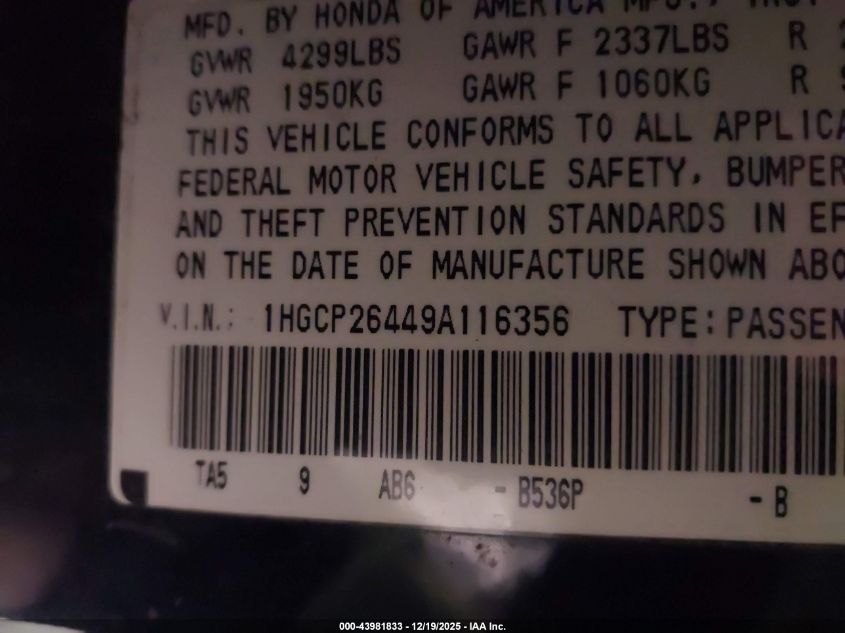 MFD. BY HONDA OF AMERICA MFG., INC.
GVWR 4299LBS GAWR F 2337LBS R
GVWR 1950KG GAWR F 1060KG R
THIS VEHICLE CONFORMS TO ALL APPLICA
FEDERAL MOTOR VEHICLE SAFETY, BUMPER
AND THEFT PREVENTION STANDARDS IN EF
ON THE DATE OF MANUFACTURE SHOWN ABO
V.I.N.: 1HGCP26449A116356 TYPE: PASSEN
TA5 9 AB6 - B536P - B
000-43981833 - 12/19/2025 - IAA Inc.